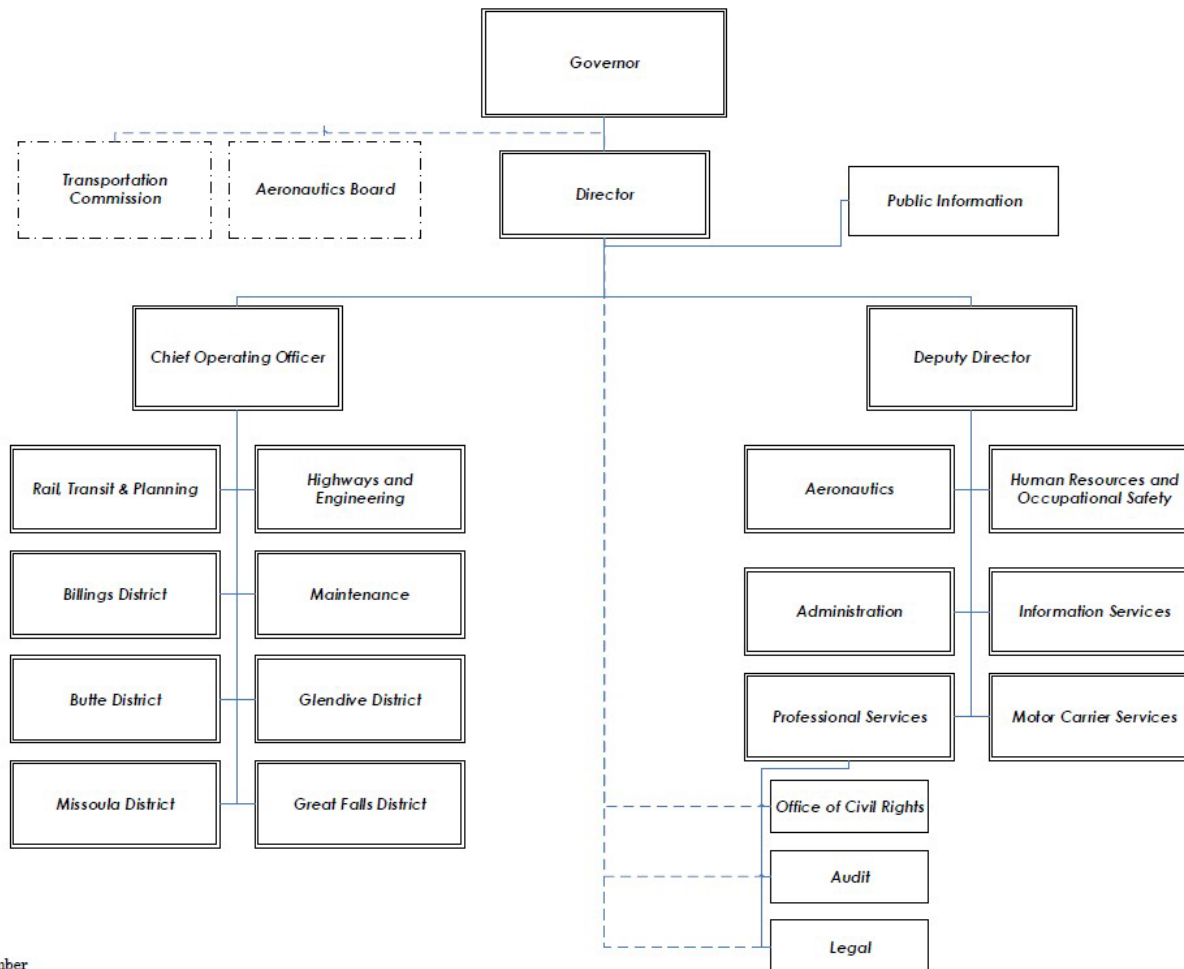 Governor
Transportation
Commission
Aeronautics Board
Director
Public Information
Chief Operating Officer
Deputy Director
Rail, Transit & Planning
Highways and
Engineering
Aeronautics
Human Resources and
Occupational Safety
Billings District
Maintenance
Administration
Information Services
Butte District
Glendive District
Professional Services
Motor Carrier Services
Missoula District
Great Falls District
Office of Civil Rights
Audit
Legal